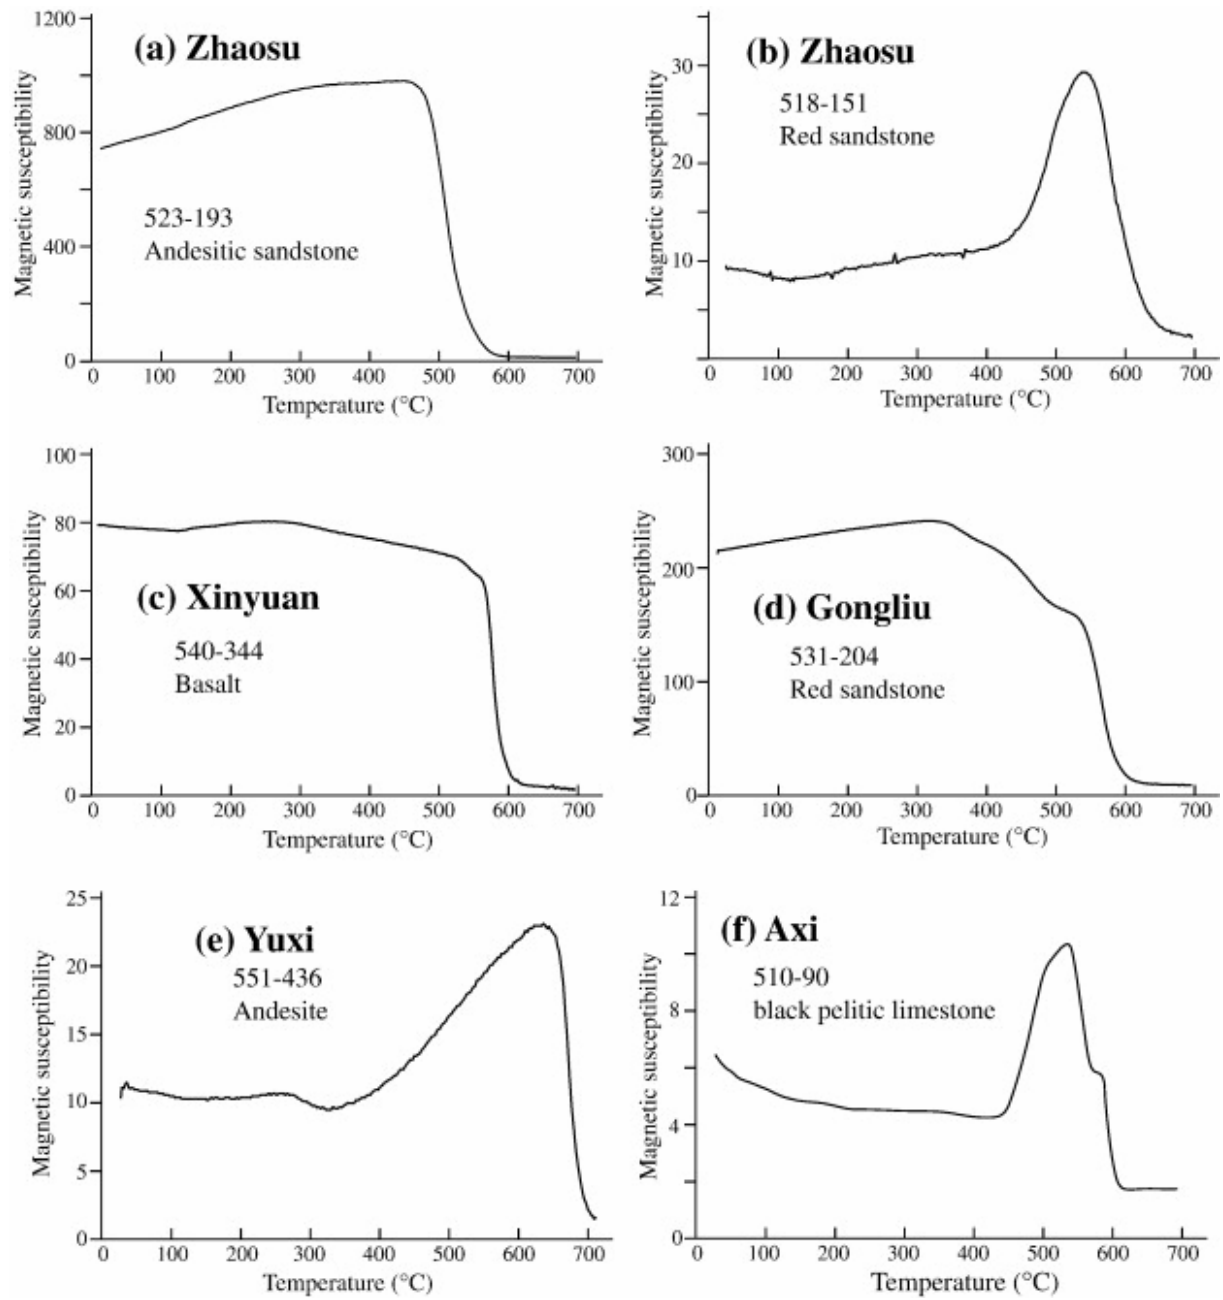 (a) Zhaosu
523-193
Andesitic sandstone
Magnetic susceptibility
1200
800
400
0
0 100 200 300 400 500 600 700
Temperature (°C)
(b) Zhaosu
518-151
Red sandstone
Magnetic susceptibility
30
20
10
0 100 200 300 400 500 600 700
Temperature (°C)
(c) Xinyuan
540-344
Basalt
Magnetic susceptibility
100
80
60
40
20
0
0 100 200 300 400 500 600 700
Temperature (°C)
(d) Gongliu
531-204
Red sandstone
Magnetic susceptibility
300
200
100
0
0 100 200 300 400 500 600 700
Temperature (°C)
(e) Yuxi
551-436
Andesite
Magnetic susceptibility
25
20
15
10
5
0
0 100 200 300 400 500 600 700
Temperature (°C)
(f) Axi
510-90
black pelitic limestone
Magnetic susceptibility
12
8
4
0
0 100 200 300 400 500 600 700
Temperature (°C)